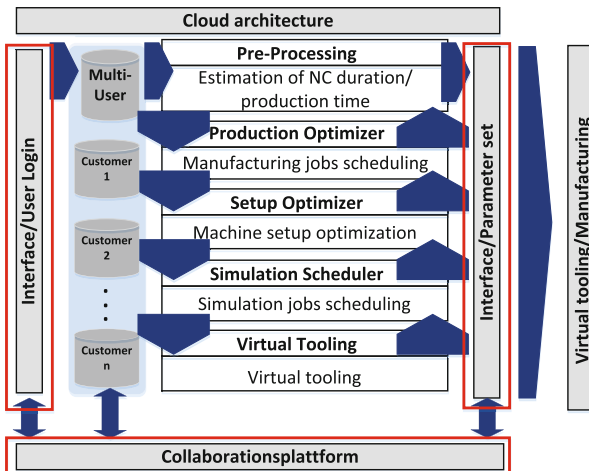 Cloud architecture
Interface/User Login
Multi-
User
Customer
1
Customer
2
Customer
n
Pre-Processing
Estimation of NC duration/
production time
Production Optimizer
Manufacturing jobs scheduling
Setup Optimizer
Machine setup optimization
Simulation Scheduler
Simulation jobs scheduling
Virtual Tooling
Virtual tooling
Interface/Parameter set
Virtual tooling/Manufacturing
Collaborationsplattform